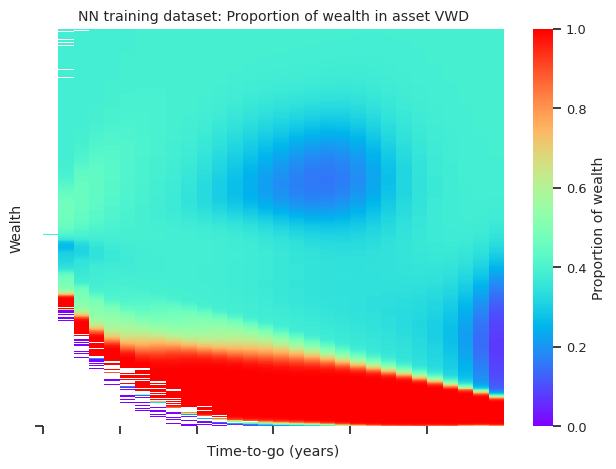 NN training dataset: Proportion of wealth in asset VWD
Wealth
Time-to-go (years)
1.0
0.8
0.6
0.4
0.2
0.0
Proportion of wealth